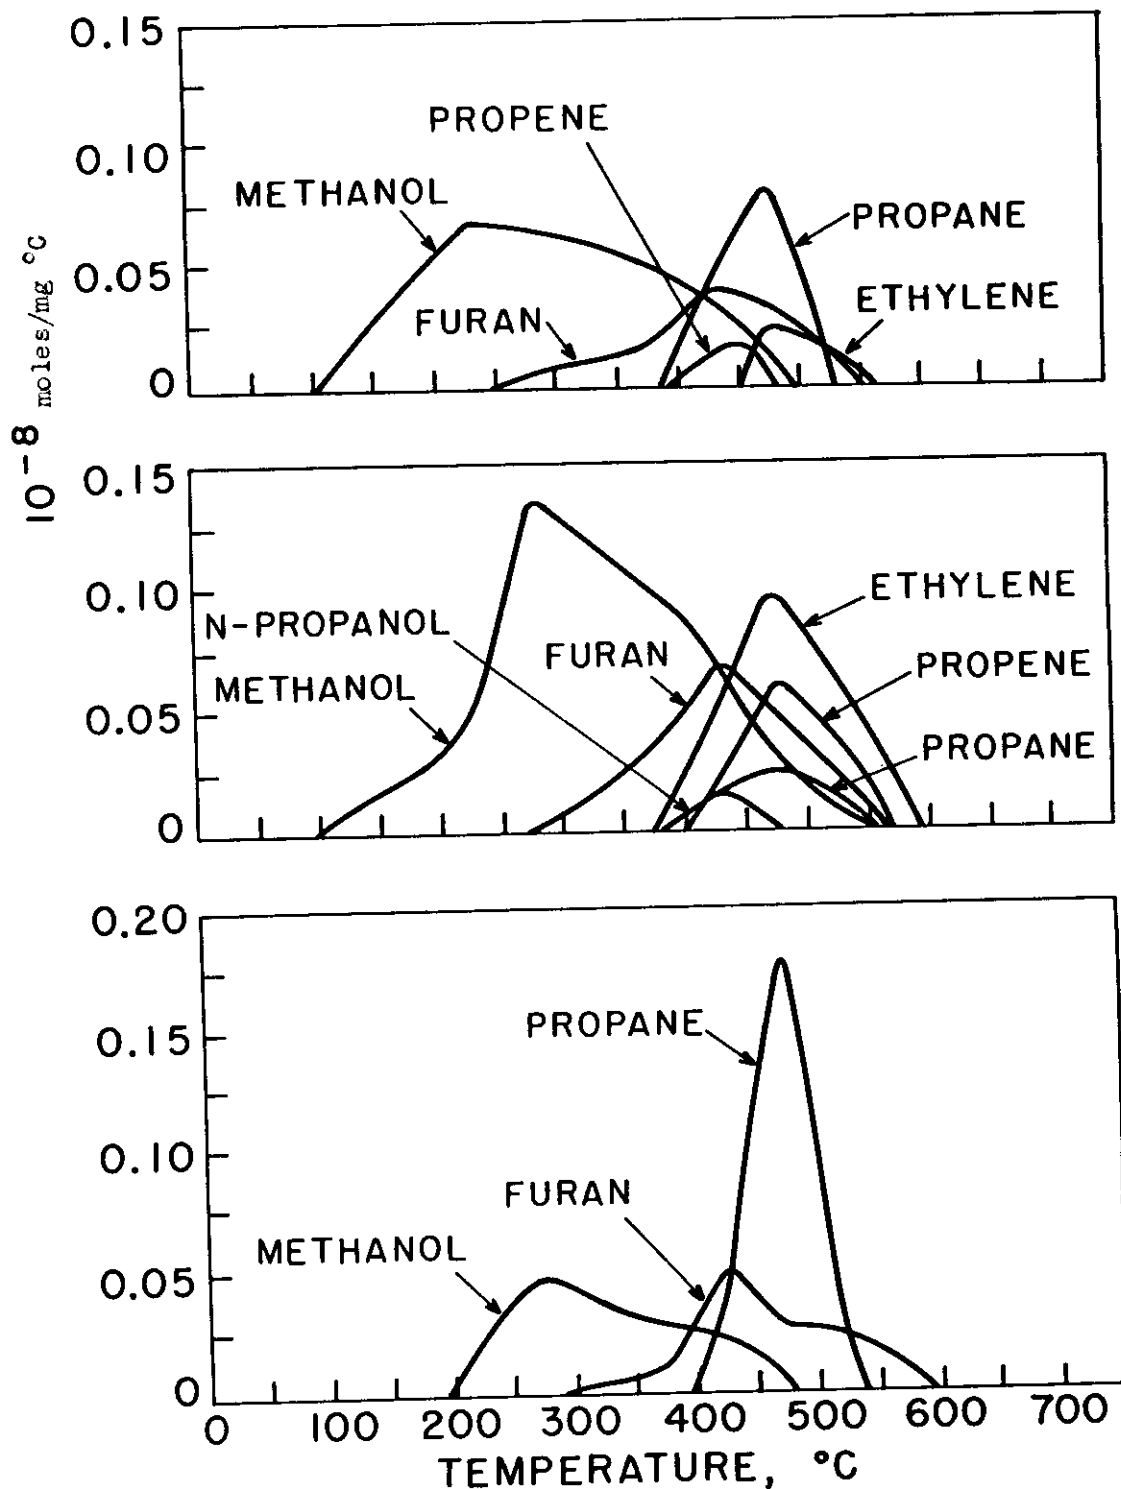 10⁻⁸ moles/mg °C
0.15
0.10
0.05
0
PROPENE
METHANOL
PROPANE
FURAN
ETHYLENE
0.15
0.10
0.05
0
N-PROPANOL
METHANOL
FURAN
ETHYLENE
PROPENE
PROPANE
0.20
0.15
0.10
0.05
0
PROPANE
FURAN
METHANOL
0 100 200 300 400 500 600 700
TEMPERATURE, °C